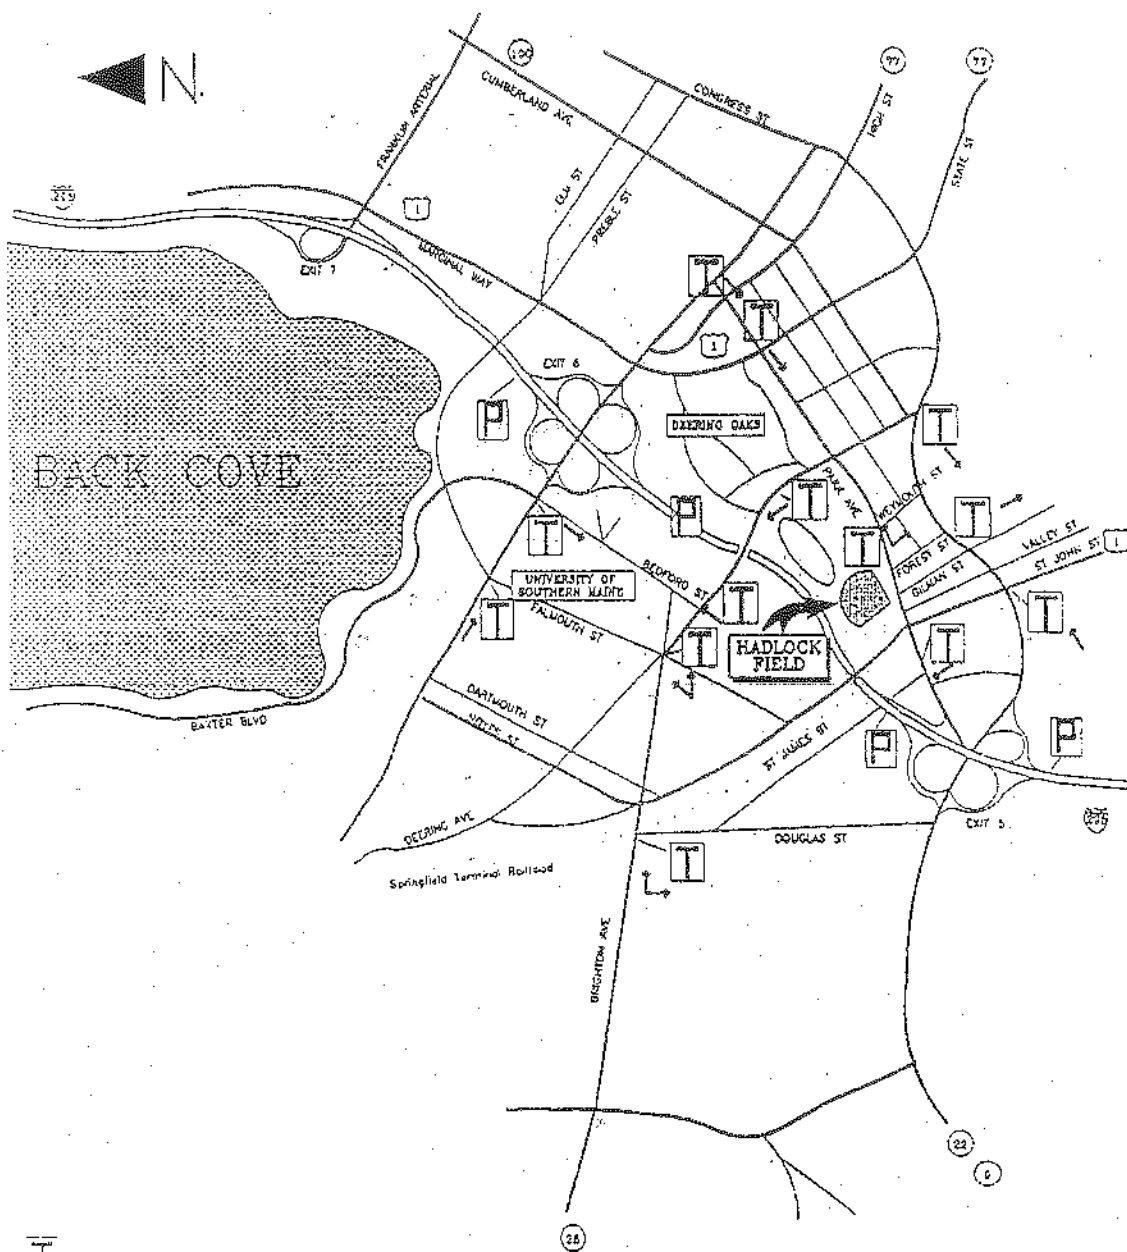 N.
100
CUMBERLAND AVE
CONGRESS ST
77
77
HIGH ST
STATE ST
FRANKLIN ARTERIAL
ELM ST
PREBLE ST
1
MARGINAL WAY
EXIT 7
T
T
1
EXIT 6
P
DEERING OAKS
BACK COVE
T
PARK AVE
WEYMOUTH ST
P
T
T
T
T
VALLEY ST
FOREST ST
GILMAN ST
ST JOHN ST
1
BEDFORD ST
UNIVERSITY OF
SOUTHERN MAINE
FALMOUTH ST
T
T
T
T
T
HADLOCK
FIELD
DARTMOUTH ST
BAXTER BLVD
ST JAMES ST
P
P
DEERING AVE
DOUGLAS ST
EXIT 5
295
Springfield Terminal Railroad
T
BRIGHTON AVE
22
25
T